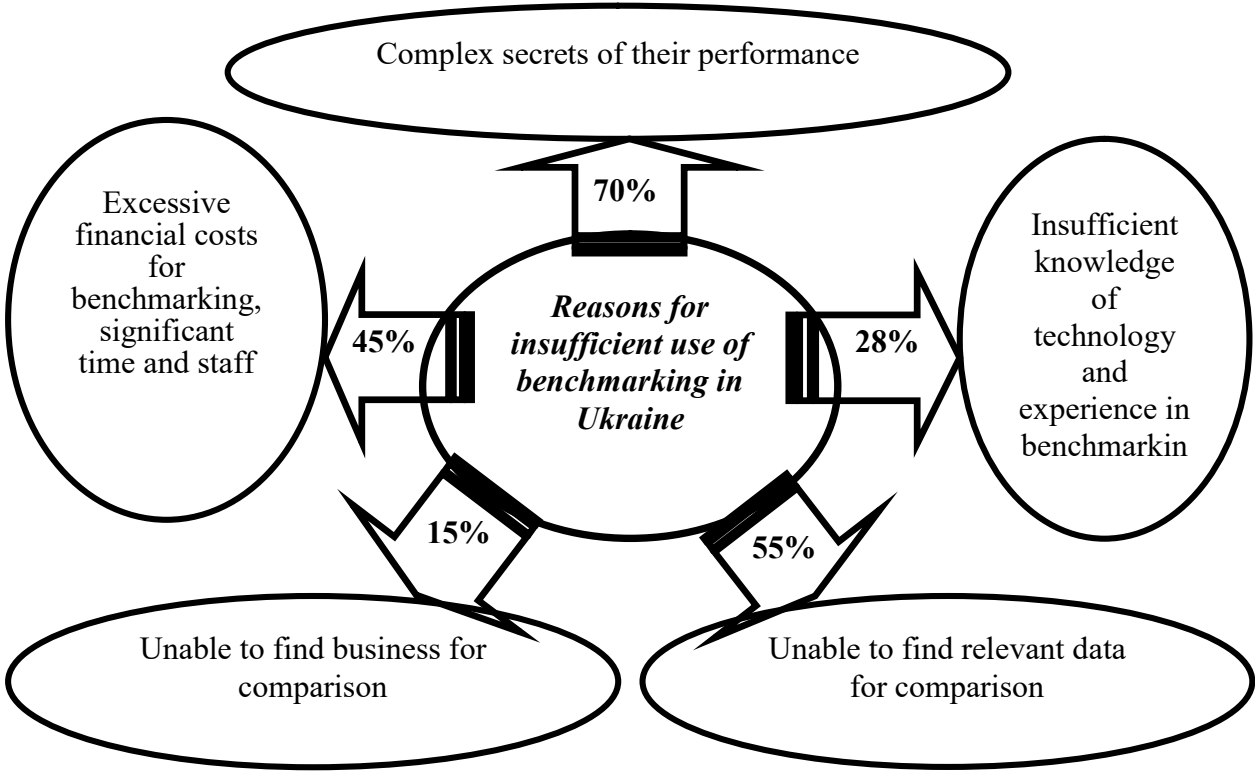 Complex secrets of their performance
70%
Excessive
financial costs
for
benchmarking,
significant
time and staff
45%
Reasons for
insufficient use of
benchmarking in
Ukraine
28%
Insufficient
knowledge
of
technology
and
experience in
benchmarkin
15%
55%
Unable to find business for
comparison
Unable to find relevant data
for comparison